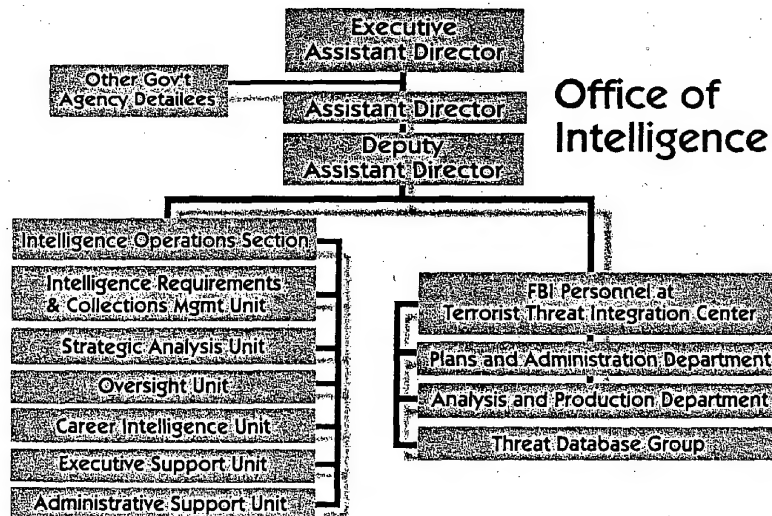 Executive
Assistant Director
Other Gov't
Agency Detailees
Assistant Director
Office of
Intelligence
Deputy
Assistant Director
Intelligence Operations Section
Intelligence Requirements
& Collections Mgmt Unit
Strategic Analysis Unit
Oversight Unit
Career Intelligence Unit
Executive Support Unit
Administrative Support Unit
FBI Personnel at
Terrorist Threat Integration Center
Plans and Administration Department
Analysis and Production Department
Threat Database Group